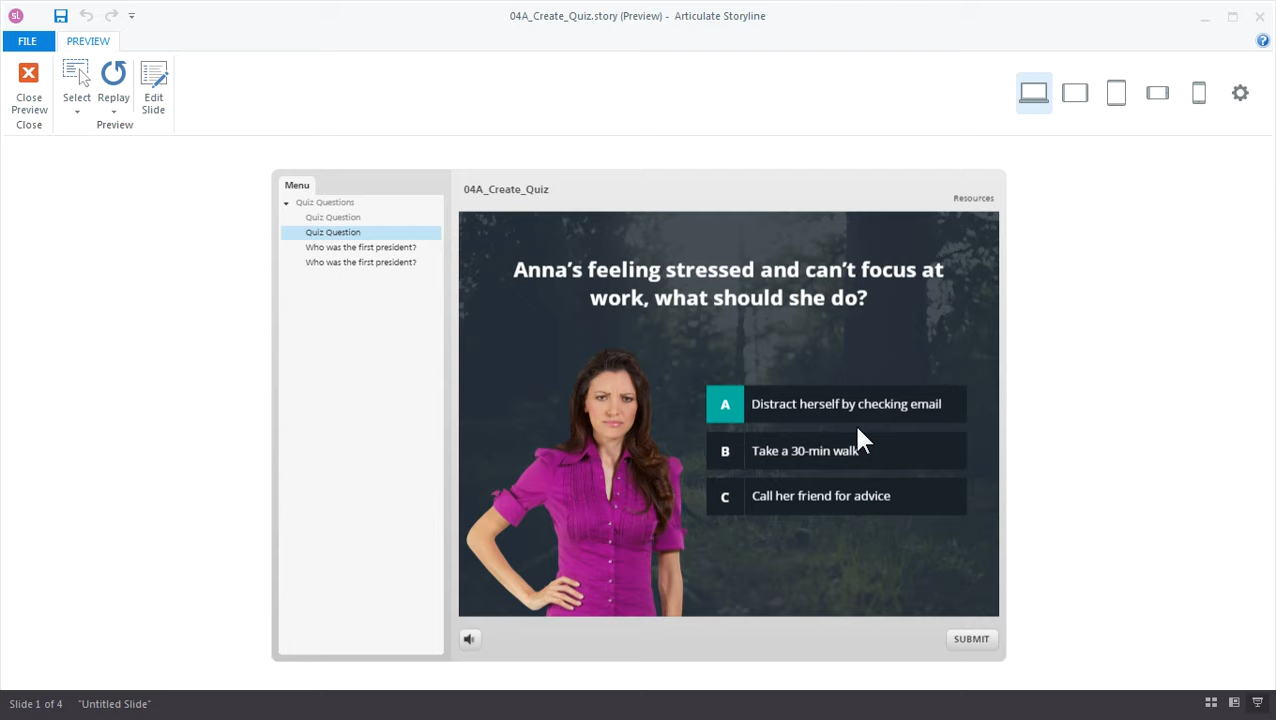 sl
04A_Create_Quiz.story (Preview) - Articulate Storyline
FILE
PREVIEW
?
Close Preview
Select
Replay
Edit Slide
Close
Preview
Menu
Quiz Questions
Quiz Question
Quiz Question
Who was the first president?
Who was the first president?
04A_Create_Quiz
Resources
Anna's feeling stressed and can't focus at
work, what should she do?
A Distract herself by checking email
B Take a 30-min walk
C Call her friend for advice
SUBMIT
Slide 1 of 4 "Untitled Slide"